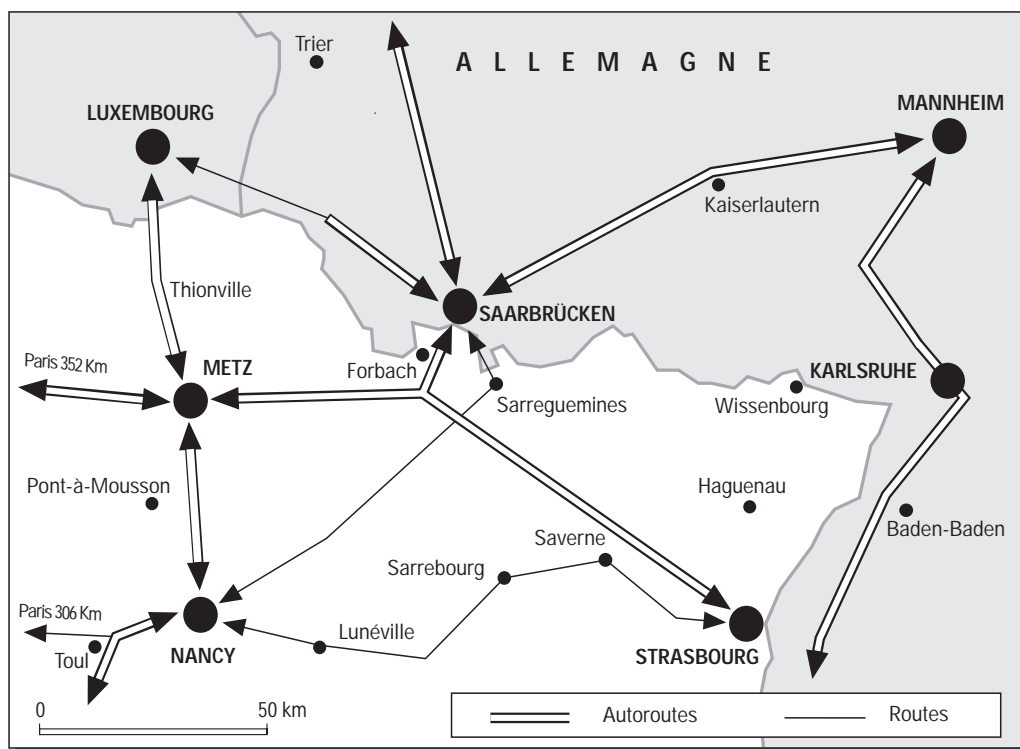 Trier
A L L E M A G N E
LUXEMBOURG
MANNHEIM
Kaiserlautern
Thionville
SAARBRÜCKEN
Paris 352 Km
METZ
Forbach
KARLSRUHE
Sarreguemines
Wissenbourg
Pont-à-Mousson
Haguenau
Baden-Baden
Saverne
Sarrebourg
Paris 306 Km
Toul
NANCY
Lunéville
STRASBOURG
0 50 km
Autoroutes Routes